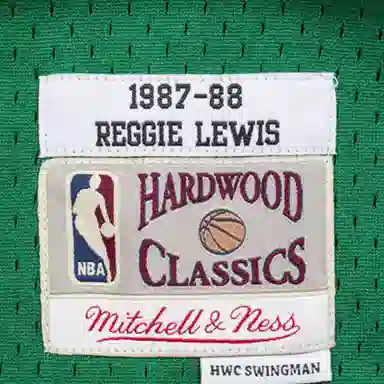 1987-88
REGGIE LEWIS
HARDWOOD
NBA
CLASSICS
Mitchell & Ness
HWC SWINGMAN